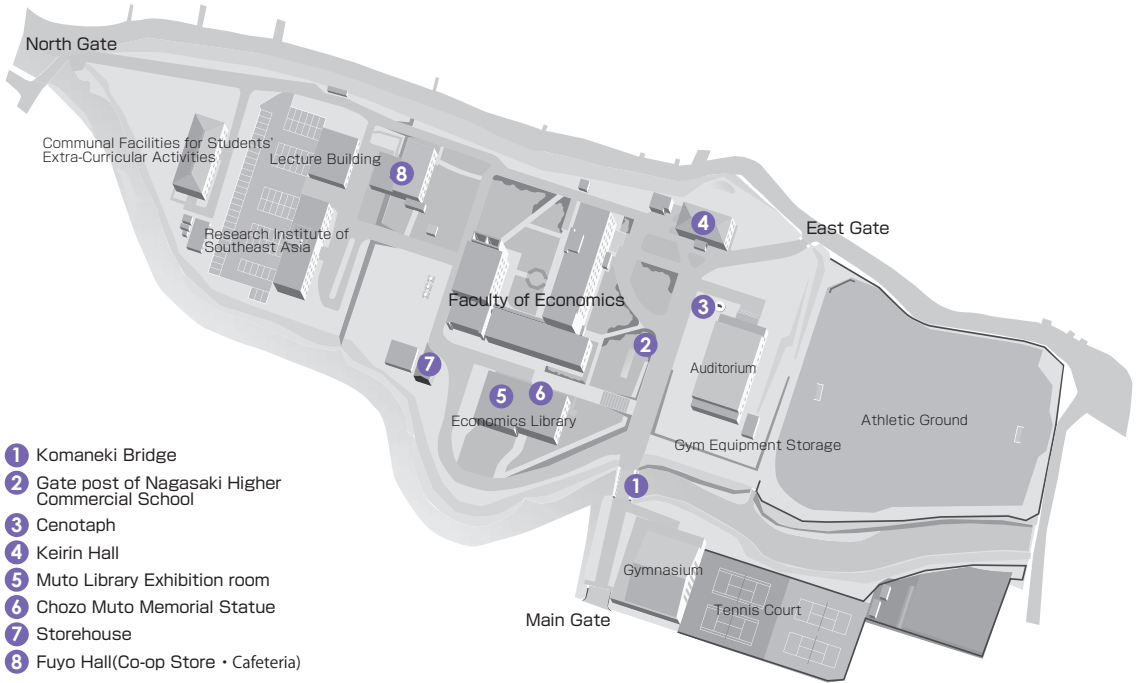 North Gate
Communal Facilities for Students'
Extra-Curricular Activities
Lecture Building
8
4
East Gate
Research Institute of
Southeast Asia
Faculty of Economics
3
2
Auditorium
7
5
6
Economics Library
Athletic Ground
Gym Equipment Storage
1
Gymnasium
Tennis Court
Main Gate
1 Komaneki Bridge
2 Gate post of Nagasaki Higher
Commercial School
3 Cenotaph
4 Keirin Hall
5 Muto Library Exhibition room
6 Chozo Muto Memorial Statue
7 Storehouse
8 Fuyo Hall(Co-op Store・Cafeteria)